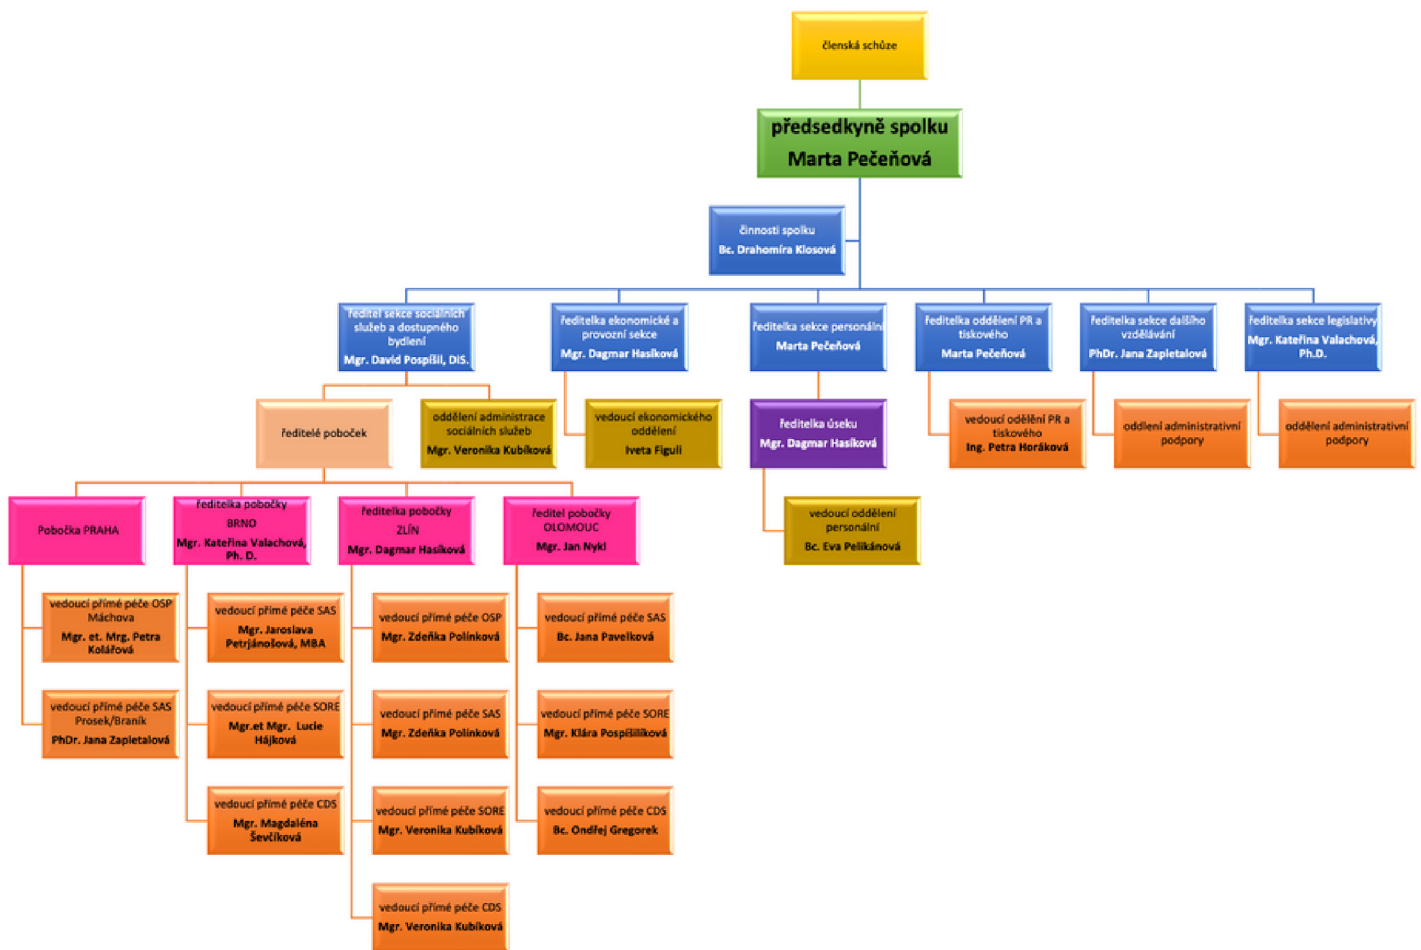 členská schůze
předsedkyně spolku
Marta Pečeňová
činnosti spolku
Bc. Drahomíra Klosová
ředitel sekce sociálních
služeb a dostupného
bydlení
Mgr. David Pospíšil, DiS.
ředitelka ekonomické a
provozní sekce
Mgr. Dagmar Hasíková
ředitelka sekce personální
Marta Pečeňová
ředitelka oddělení PR a
tiskového
Marta Pečeňová
ředitelka sekce dalšího
vzdělávání
PhDr. Jana Zapletalová
ředitelka sekce legislativy
Mgr. Kateřina Valachová,
Ph.D.
ředitelé poboček
oddělení administrace
sociálních služeb
Mgr. Veronika Kubíková
vedoucí ekonomického
oddělení
Iveta Figuli
ředitelka úseku
Mgr. Dagmar Hasíková
vedoucí odělení PR a
tiskového
Ing. Petra Horáková
oddlení administrativní
podpory
oddělení administrativní
podpory
Pobočka PRAHA
ředitelka pobočky
BRNO
Mgr. Kateřina Valachová,
Ph. D.
ředitelka pobočky
ZLÍN
Mgr. Dagmar Hasíková
ředitel pobočky
OLOMOUC
Mgr. Jan Nykl
vedoucí oddělení
personální
Bc. Eva Pelikánová
vedoucí přímé péče OSP
Máchova
Mgr. et. Mrg. Petra
Kolářová
vedoucí přímé péče SAS
Mgr. Jaroslava
Petrjánošová, MBA
vedoucí přímé péče OSP
Mgr. Zdeňka Polínková
vedoucí přímé péče SAS
Bc. Jana Pavelková
vedoucí přímé péče SAS
Prosek/Braník
PhDr. Jana Zapletalová
vedoucí přímé péče SORE
Mgr.et Mgr. Lucie
Hájková
vedoucí přímé péče SAS
Mgr. Zdeňka Polínková
vedoucí přímé péče SORE
Mgr. Klára Pospíšilíková
vedoucí přímé péče CDS
Mgr. Magdaléna
Ševčíková
vedoucí přímé péče SORE
Mgr. Veronika Kubíková
vedoucí přímé péče CDS
Bc. Ondřej Gregorek
vedoucí přímé péče CDS
Mgr. Veronika Kubíková